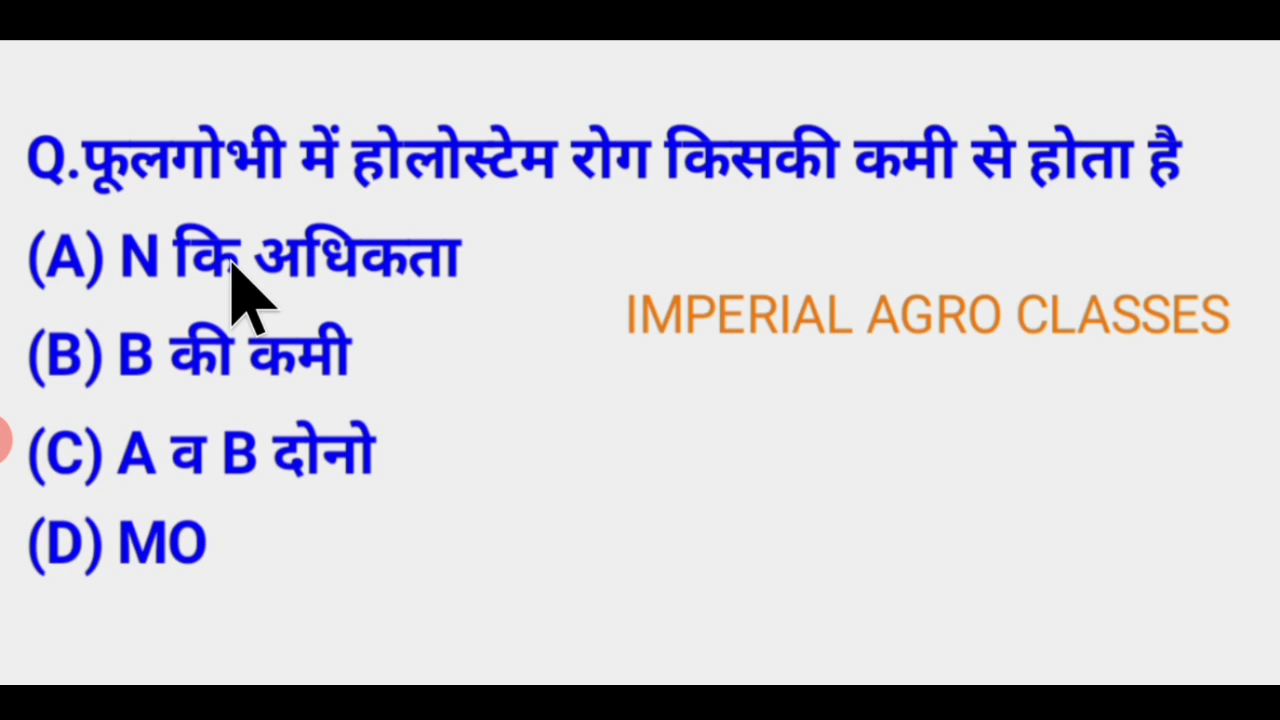 Q.फूलगोभी में होलोस्टेम रोग किसकी कमी से होता है
(A) N कि अधिकता
IMPERIAL AGRO CLASSES
(B) B की कमी
(C) A व B दोनो
(D) MO